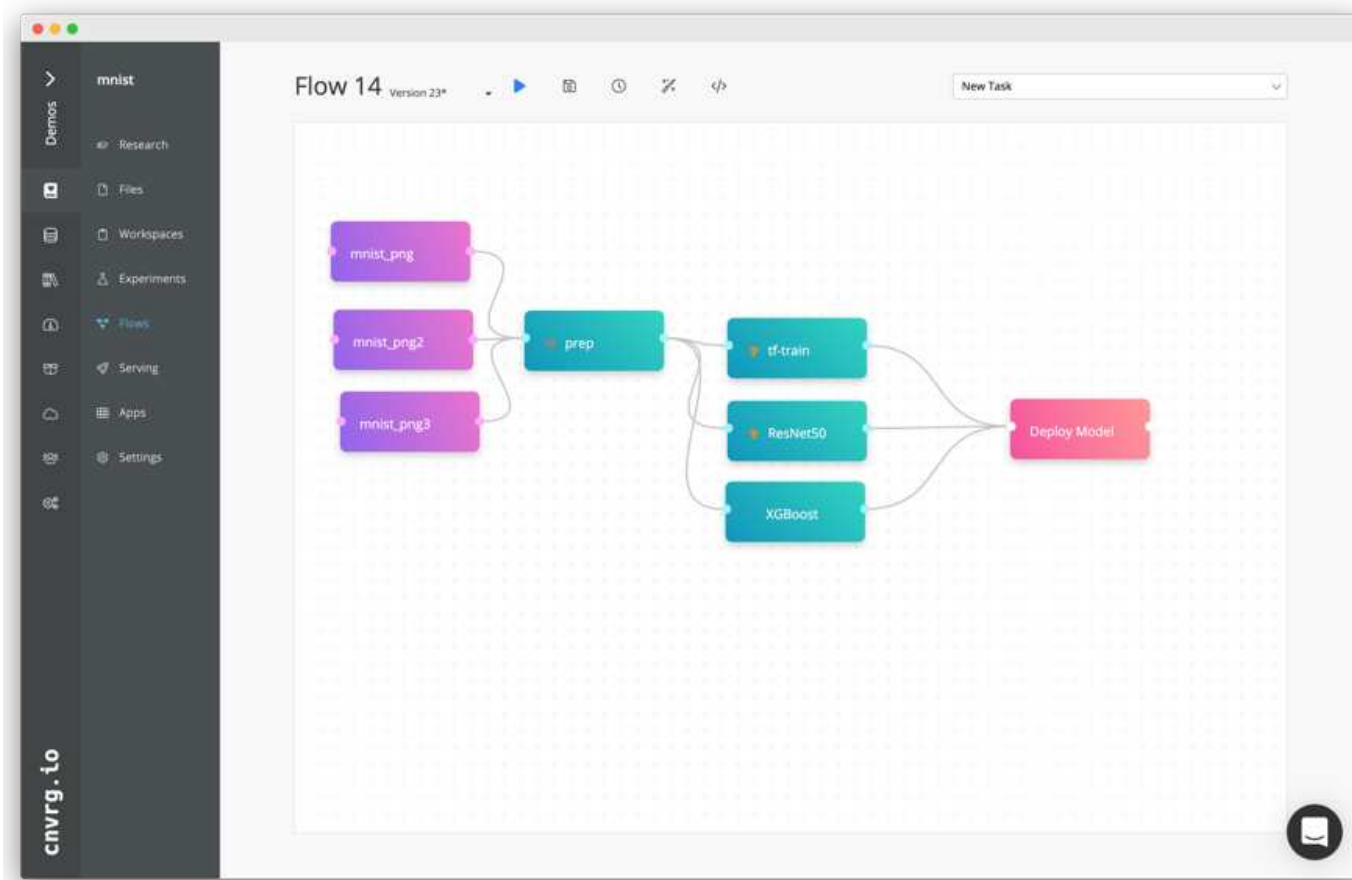 mnist
Demos
Research
Files
Workspaces
Experiments
Flows
Serving
Apps
Settings
cnvrg.io
Flow 14 Version 23*
</>
New Task
mnist_png
mnist_png2
mnist_png3
prep
tf-train
ResNet50
XGBoost
Deploy Model